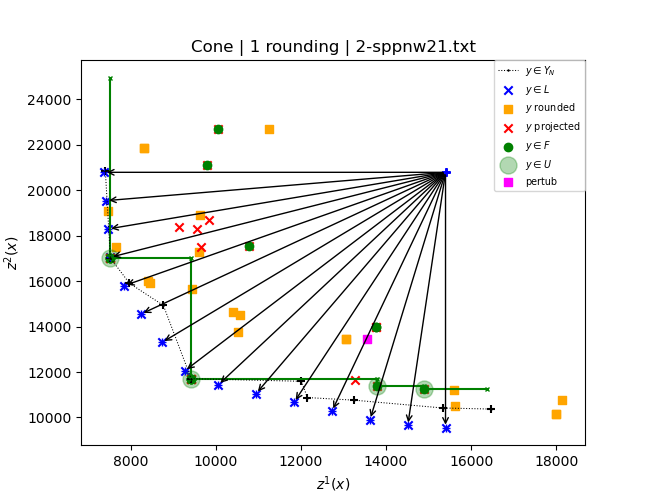 Cone | 1 rounding | 2-sppnw21.txt
y ∈ Y_N
y ∈ L
y rounded
y projected
y ∈ F
y ∈ U
pertub
24000
22000
20000
18000
16000
14000
12000
10000
z²(x)
8000 10000 12000 14000 16000 18000
z¹(x)